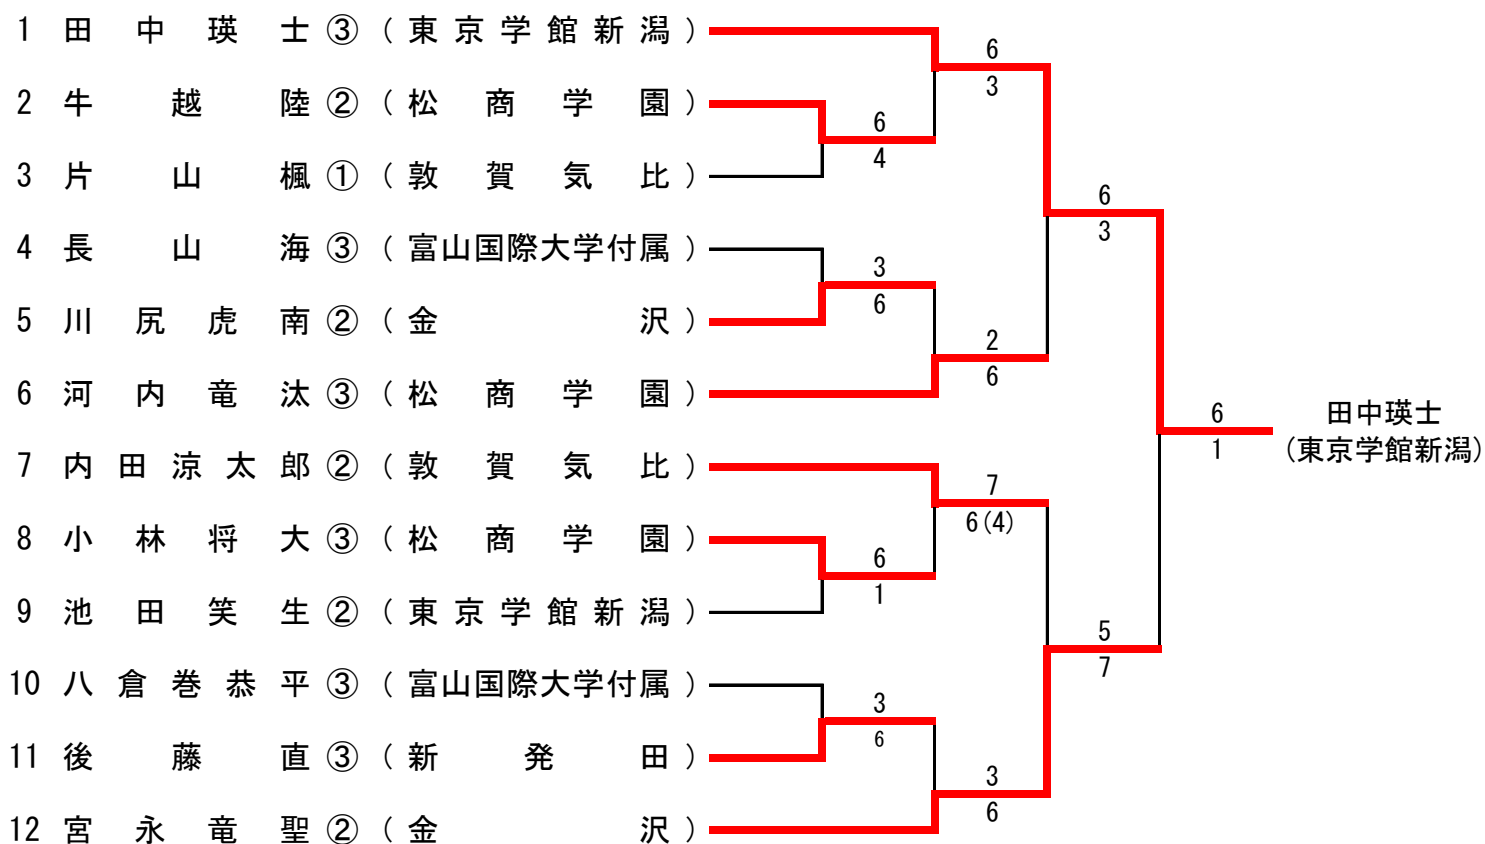 1 田中瑛士③(東京学館新潟)
6
3
2 牛越陸②(松商学園)
6
4
3 片山楓①(敦賀気比)
6
3
4 長山海③(富山国際大学付属)
3
6
5 川尻虎南②(金沢)
2
6
6 河内竜汰③(松商学園)
6
1
田中瑛士
(東京学館新潟)
7 内田涼太郎②(敦賀気比)
7
6(4)
8 小林将大③(松商学園)
6
1
9 池田笑生②(東京学館新潟)
5
7
10 八倉巻恭平③(富山国際大学付属)
3
6
11 後藤直③(新発田)
3
6
12 宮永竜聖②(金沢)